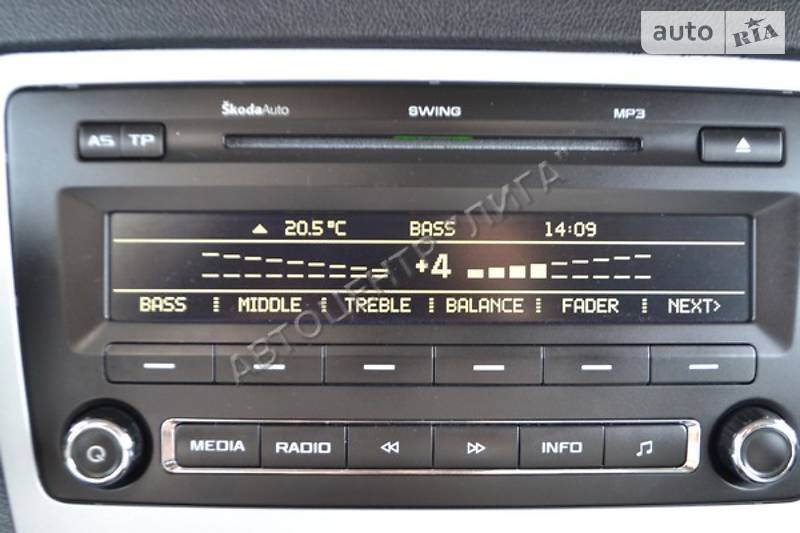 auto RIA
ŠkodaAuto SWING MP3
AS TP
20.5°C BASS 14:09
+4
BASS MIDDLE TREBLE BALANCE FADER NEXT>
MEDIA RADIO INFO
АВТОЦЕНТР "ЛИГА"